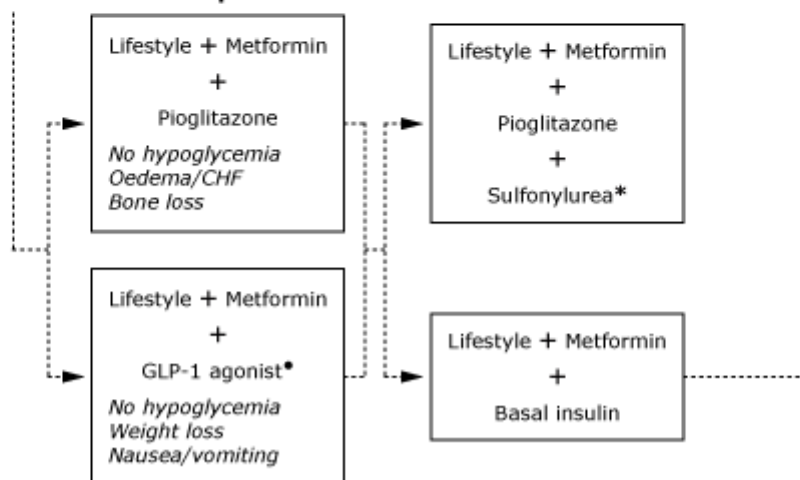 Lifestyle + Metformin
+
Pioglitazone
No hypoglycemia
Oedema/CHF
Bone loss
Lifestyle + Metformin
+
GLP-1 agonist•
No hypoglycemia
Weight loss
Nausea/vomiting
Lifestyle + Metformin
+
Pioglitazone
+
Sulfonylurea*
Lifestyle + Metformin
+
Basal insulin